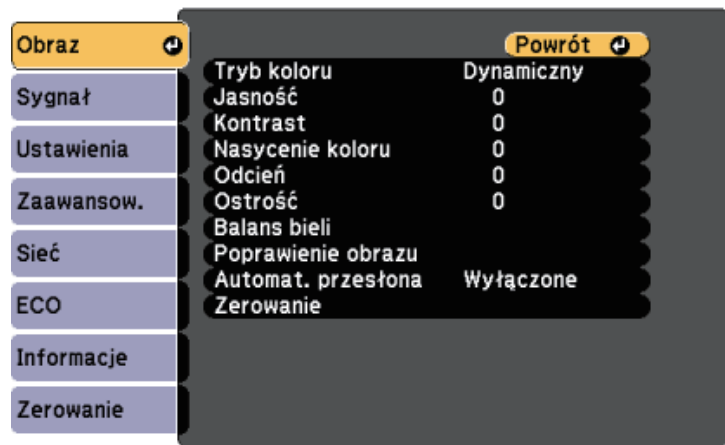 Obraz
Sygnał
Ustawienia
Zaawansow.
Sieć
ECO
Informacje
Zerowanie
Powrót
Tryb koloru Dynamiczny
Jasność 0
Kontrast 0
Nasycenie koloru 0
Odcień 0
Ostrość 0
Balans bieli
Poprawienie obrazu
Automat. przesłona Wyłączone
Zerowanie